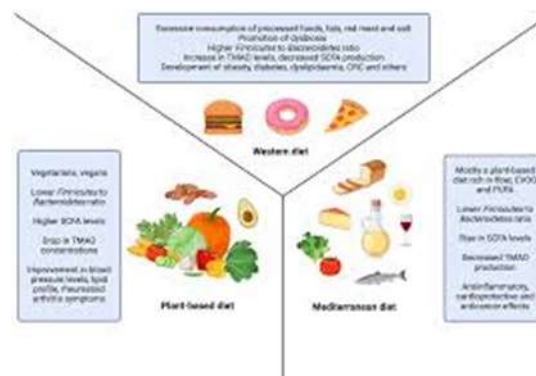 Excessive consumption of processed foods, fats, red meat and salt
Promotion of dysbiosis
Higher Firmicutes to Bacteroidetes ratio
Increase in TMAO levels, decreased SCFA production
Development of obesity, diabetes, dyslipidaemia, CRC and others
Western diet
Vegetarians, vegans
Lower Firmicutes to
Bacteroidetes ratio
Higher SCFA levels
Drop in TMAO
concentrations
Improvement in blood
pressure levels, lipid
profile, rheumatoid
arthritis symptoms
Plant-based diet
Mostly a plant-based
diet rich in fiber, EVOO
and PUFA
Lower Firmicutes to
Bacteroidetes ratio
Rise in SCFA levels
Decreased TMAO
production
Antiinflammatory,
cardioprotective and
anticancer effects
Mediterranean diet